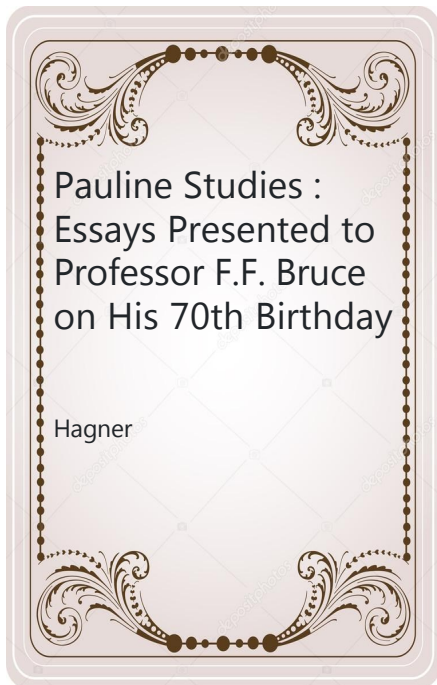 Pauline Studies :
Essays Presented to
Professor F.F. Bruce
on His 70th Birthday
Hagner